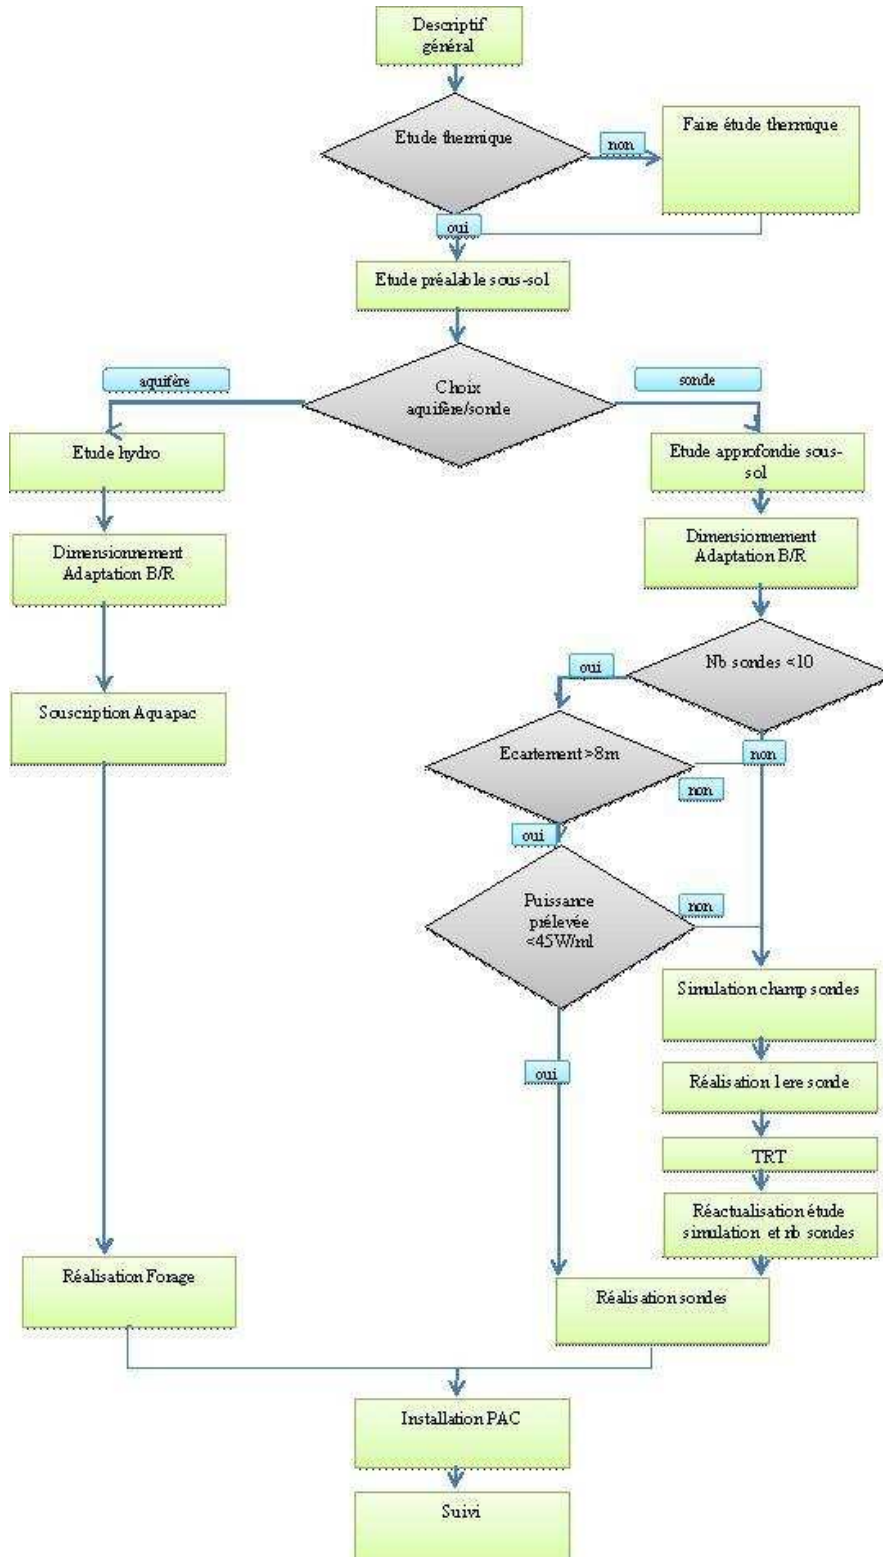 Descriptif
général
Etude thermique
non
Faire étude thermique
oui
Etude préalable sous-sol
aquifère
Choix
aquifère/sonde
sonde
Etude hydro
Etude approfondie sous-
sol
Dimensionnement
Adaptation B/R
Dimensionnement
Adaptation B/R
Nb sondes <10
oui
Souscription Aquapac
Ecartement >8m
non
non
oui
Puissance
prélevée
<45W/ml
non
Simulation champ sondes
oui
Réalisation 1ere sonde
TRT
Réactualisation étude
simulation et nb sondes
Réalisation Forage
Réalisation sondes
Installation PAC
Suivi